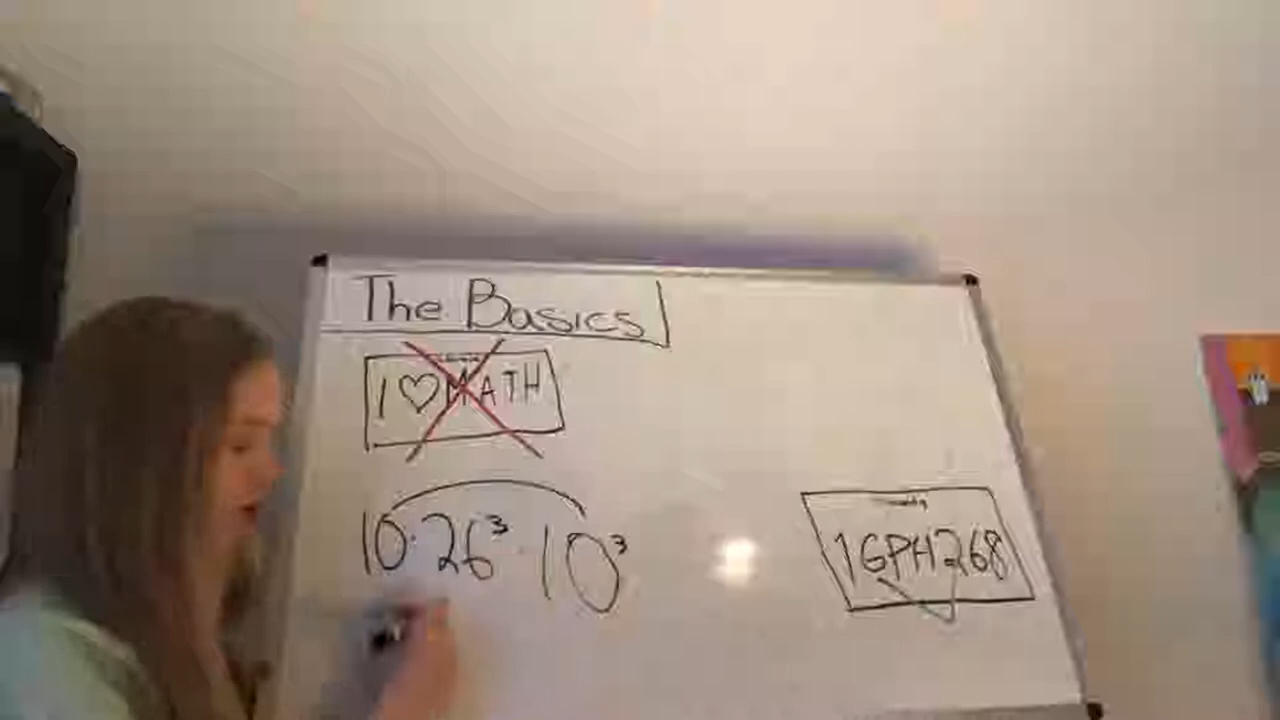 The Basics
I ♡ MATH
10·26³·10³
1GPH268